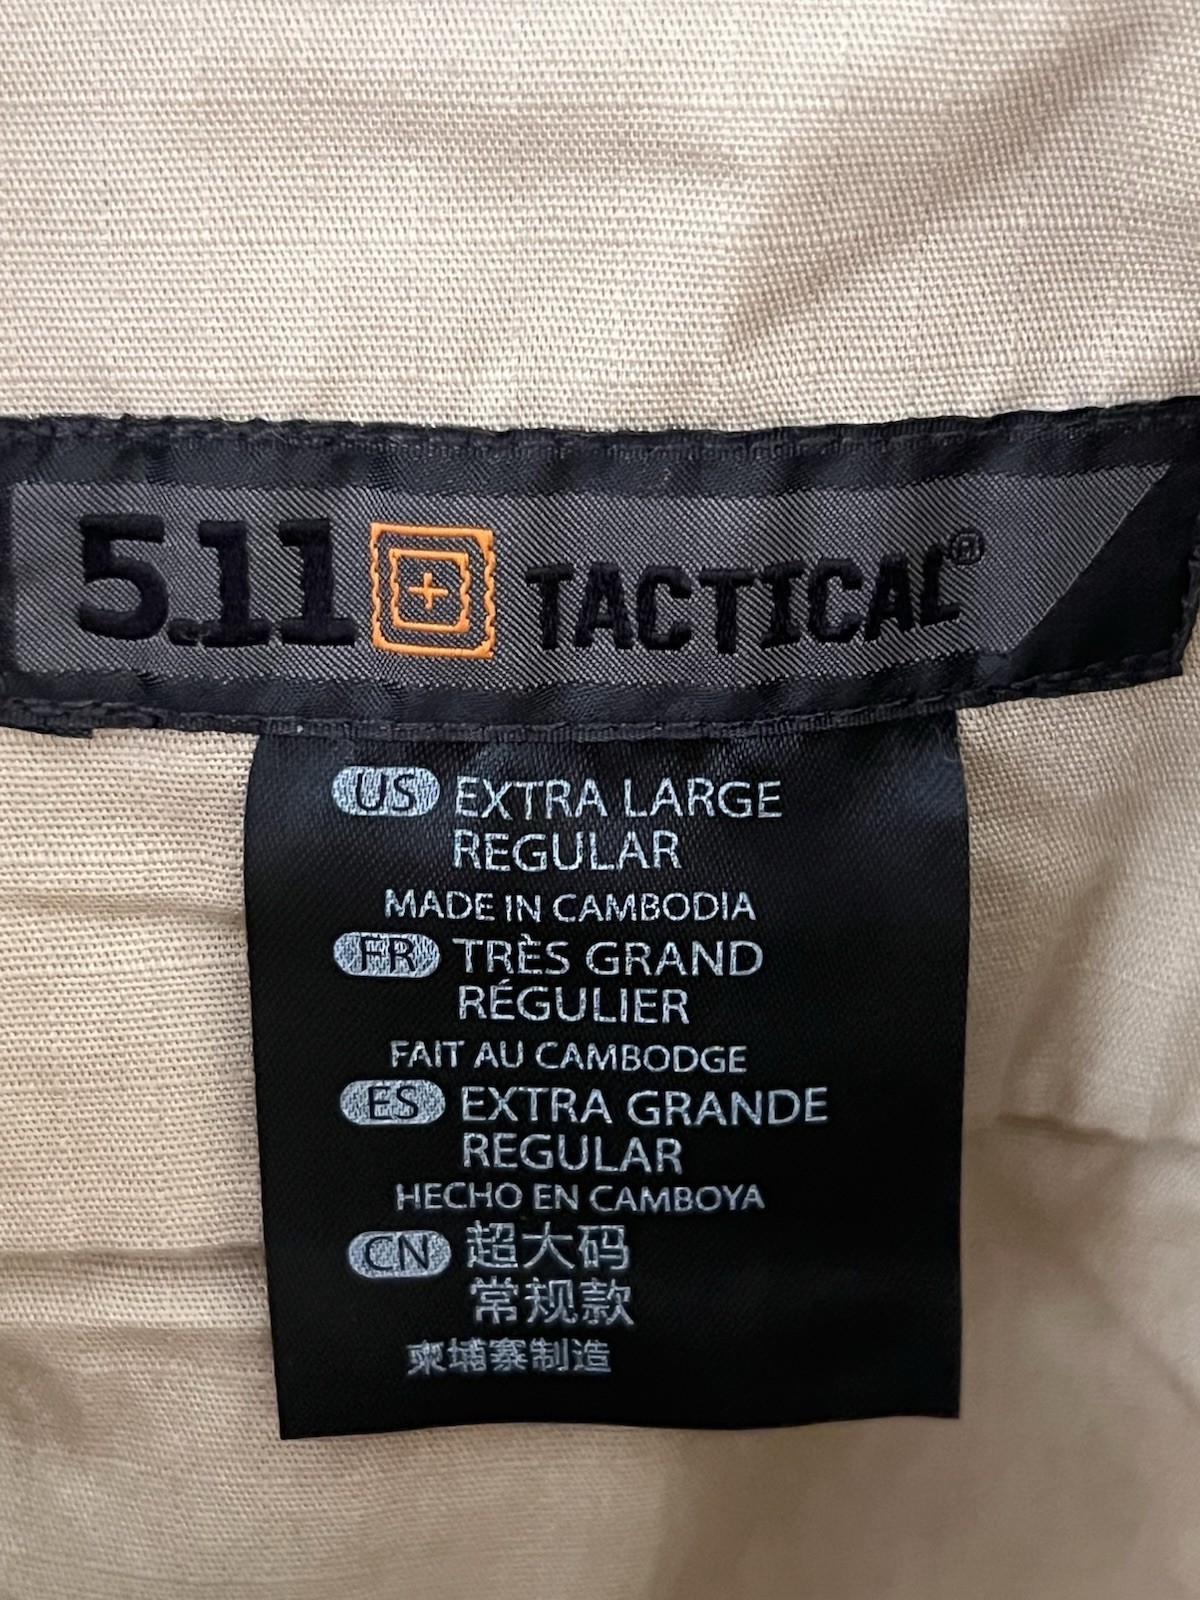 5.11 TACTICAL®
US EXTRA LARGE
REGULAR
MADE IN CAMBODIA
FR TRÈS GRAND
RÉGULIER
FAIT AU CAMBODGE
ES EXTRA GRANDE
REGULAR
HECHO EN CAMBOYA
CN 超大码
常规款
柬埔寨制造